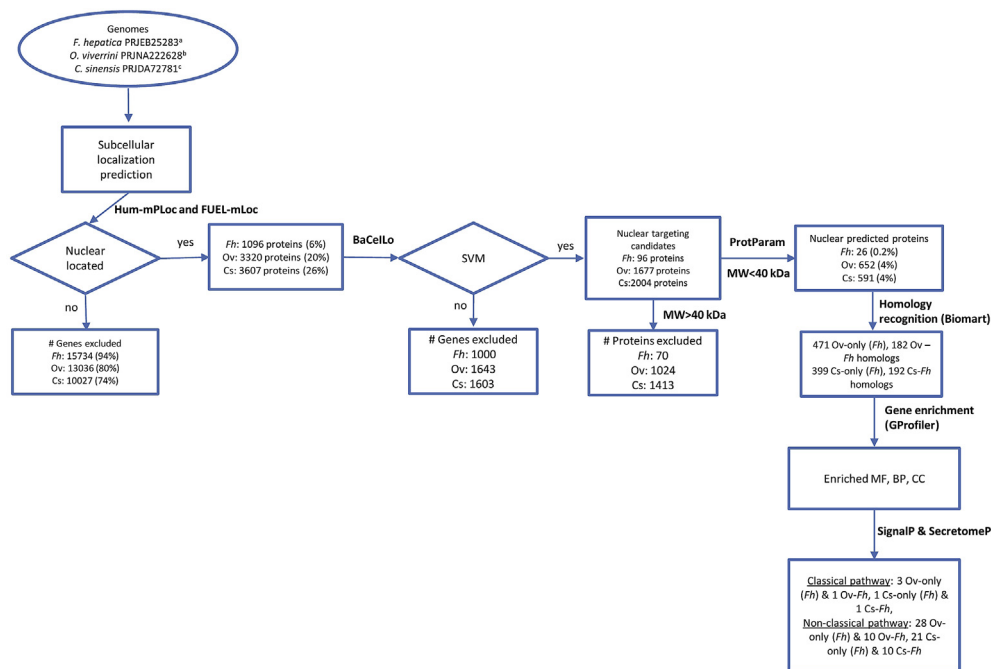 Genomes
F. hepatica PRJEB25283ª
O. viverrini PRJNA222628ᵇ
C. sinensis PRJDA72781ᶜ
Subcellular
localization
prediction
Hum-mPLoc and FUEL-mLoc
Nuclear
located
yes
no
# Genes excluded
Fh: 15734 (94%)
Ov: 13036 (80%)
Cs: 10027 (74%)
Fh: 1096 proteins (6%)
Ov: 3320 proteins (20%)
Cs: 3607 proteins (26%)
BaCelLo
SVM
yes
no
# Genes excluded
Fh: 1000
Ov: 1643
Cs: 1603
Nuclear targeting
candidates
Fh: 96 proteins
Ov: 1677 proteins
Cs:2004 proteins
MW>40 kDa
# Proteins excluded
Fh: 70
Ov: 1024
Cs: 1413
ProtParam
MW<40 kDa
Nuclear predicted proteins
Fh: 26 (0.2%)
Ov: 652 (4%)
Cs: 591 (4%)
Homology
recognition (Biomart)
471 Ov-only (Fh), 182 Ov –
Fh homologs
399 Cs-only (Fh), 192 Cs-Fh
homologs
Gene enrichment
(GProfiler)
Enriched MF, BP, CC
SignalP & SecretomeP
Classical pathway: 3 Ov-only
(Fh) & 1 Ov-Fh, 1 Cs-only (Fh) &
1 Cs-Fh,
Non-classical pathway: 28 Ov-
only (Fh) & 10 Ov-Fh, 21 Cs-
only (Fh) & 10 Cs-Fh